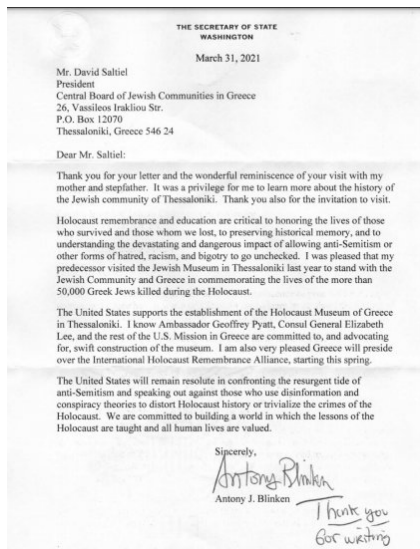 THE SECRETARY OF STATE
WASHINGTON
March 31, 2021
Mr. David Saltiel
President
Central Board of Jewish Communities in Greece
26, Vassileos Irakliou Str.
P.O. Box 12070
Thessaloniki, Greece 546 24
Dear Mr. Saltiel:
Thank you for your letter and the wonderful reminiscence of your visit with my
mother and stepfather. It was a privilege for me to learn more about the history of
the Jewish community of Thessaloniki. Thank you also for the invitation to visit.
Holocaust remembrance and education are critical to honoring the lives of those
who survived and those whom we lost, to preserving historical memory, and to
understanding the devastating and dangerous impact of allowing anti-Semitism or
other forms of hatred, racism, and bigotry to go unchecked. I was pleased that my
predecessor visited the Jewish Museum in Thessaloniki last year to stand with the
Jewish Community and Greece in commemorating the lives of the more than
50,000 Greek Jews killed during the Holocaust.
The United States supports the establishment of the Holocaust Museum of Greece
in Thessaloniki. I know Ambassador Geoffrey Pyatt, Consul General Elizabeth
Lee, and the rest of the U.S. Mission in Greece are committed to, and advocating
for, swift construction of the museum. I am also very pleased Greece will preside
over the International Holocaust Remembrance Alliance, starting this spring.
The United States will remain resolute in confronting the resurgent tide of
anti-Semitism and speaking out against those who use disinformation and
conspiracy theories to distort Holocaust history or trivialize the crimes of the
Holocaust. We are committed to building a world in which the lessons of the
Holocaust are taught and all human lives are valued.
Sincerely,
Antony Blinken
Antony J. Blinken
Thank you
for writing